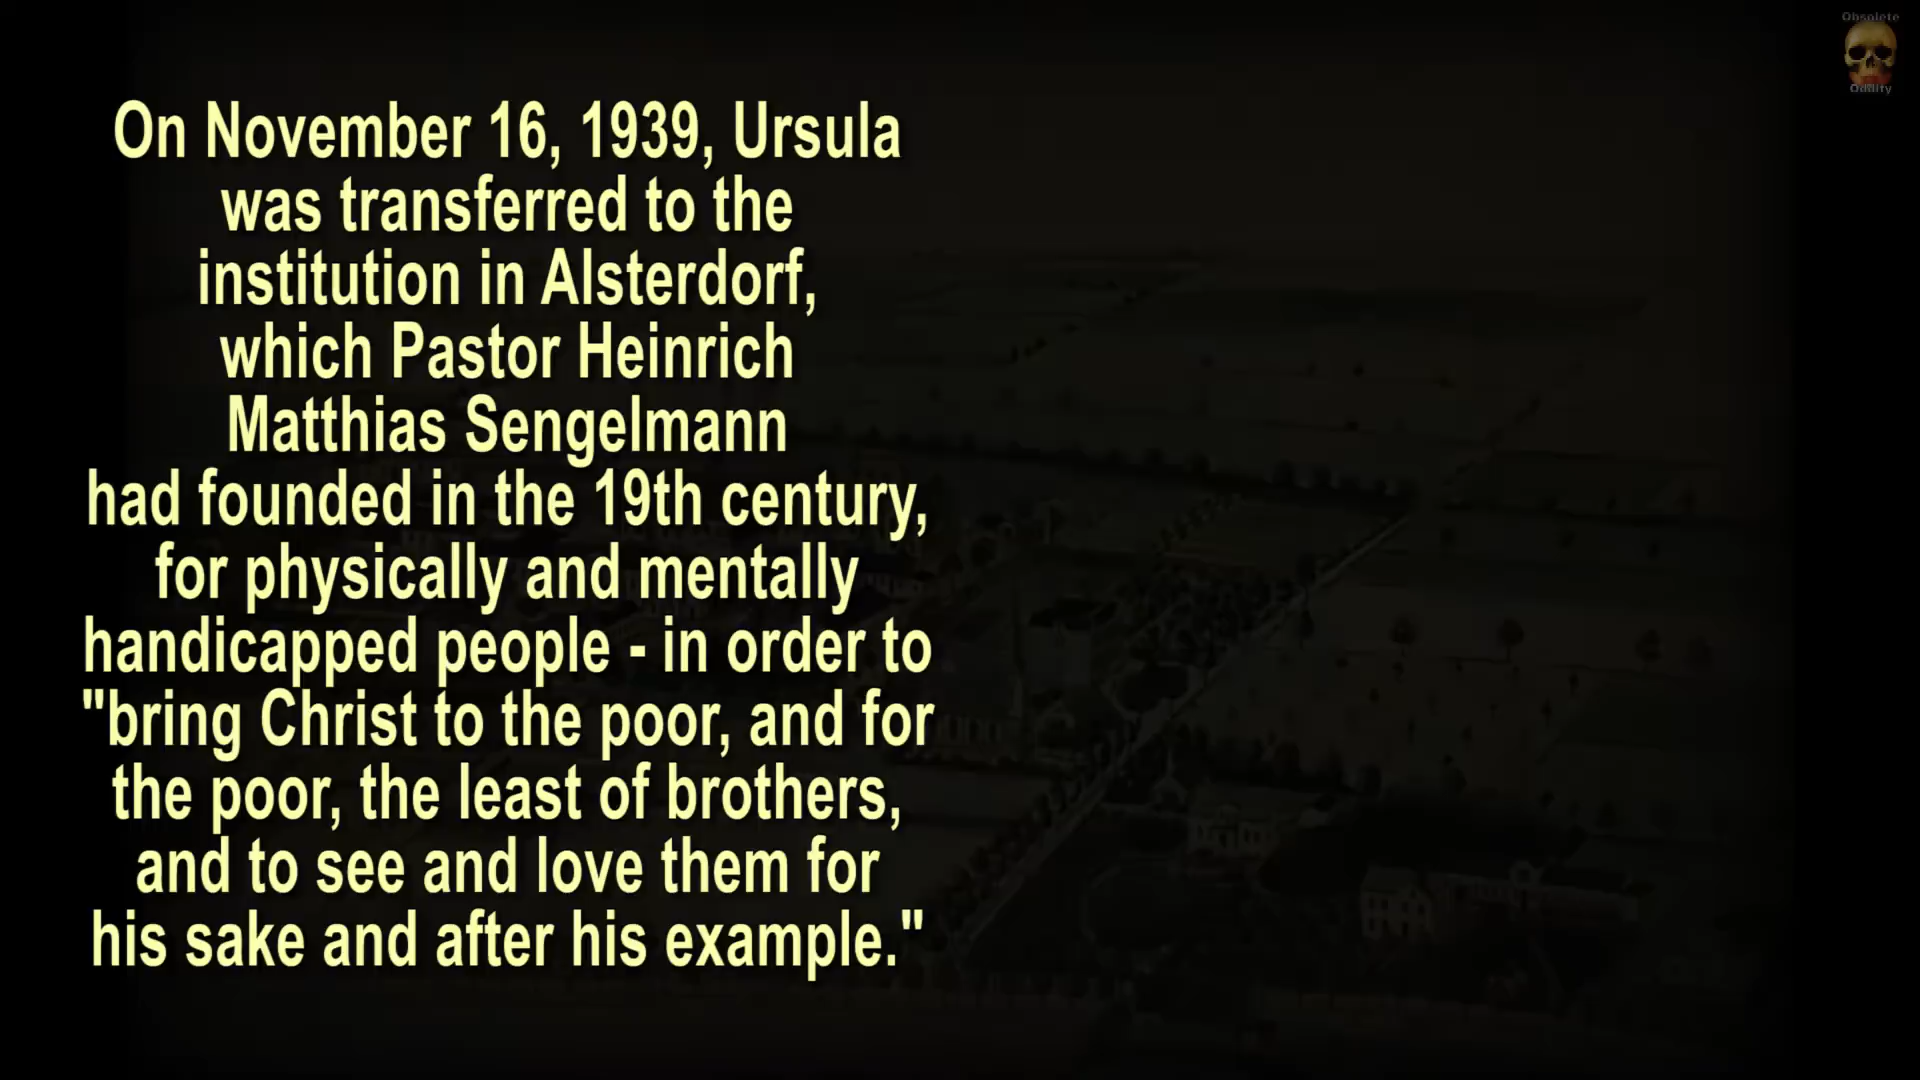 Obsolete
Oddity
On November 16, 1939, Ursula
was transferred to the
institution in Alsterdorf,
which Pastor Heinrich
Matthias Sengelmann
had founded in the 19th century,
for physically and mentally
handicapped people - in order to
"bring Christ to the poor, and for
the poor, the least of brothers,
and to see and love them for
his sake and after his example."